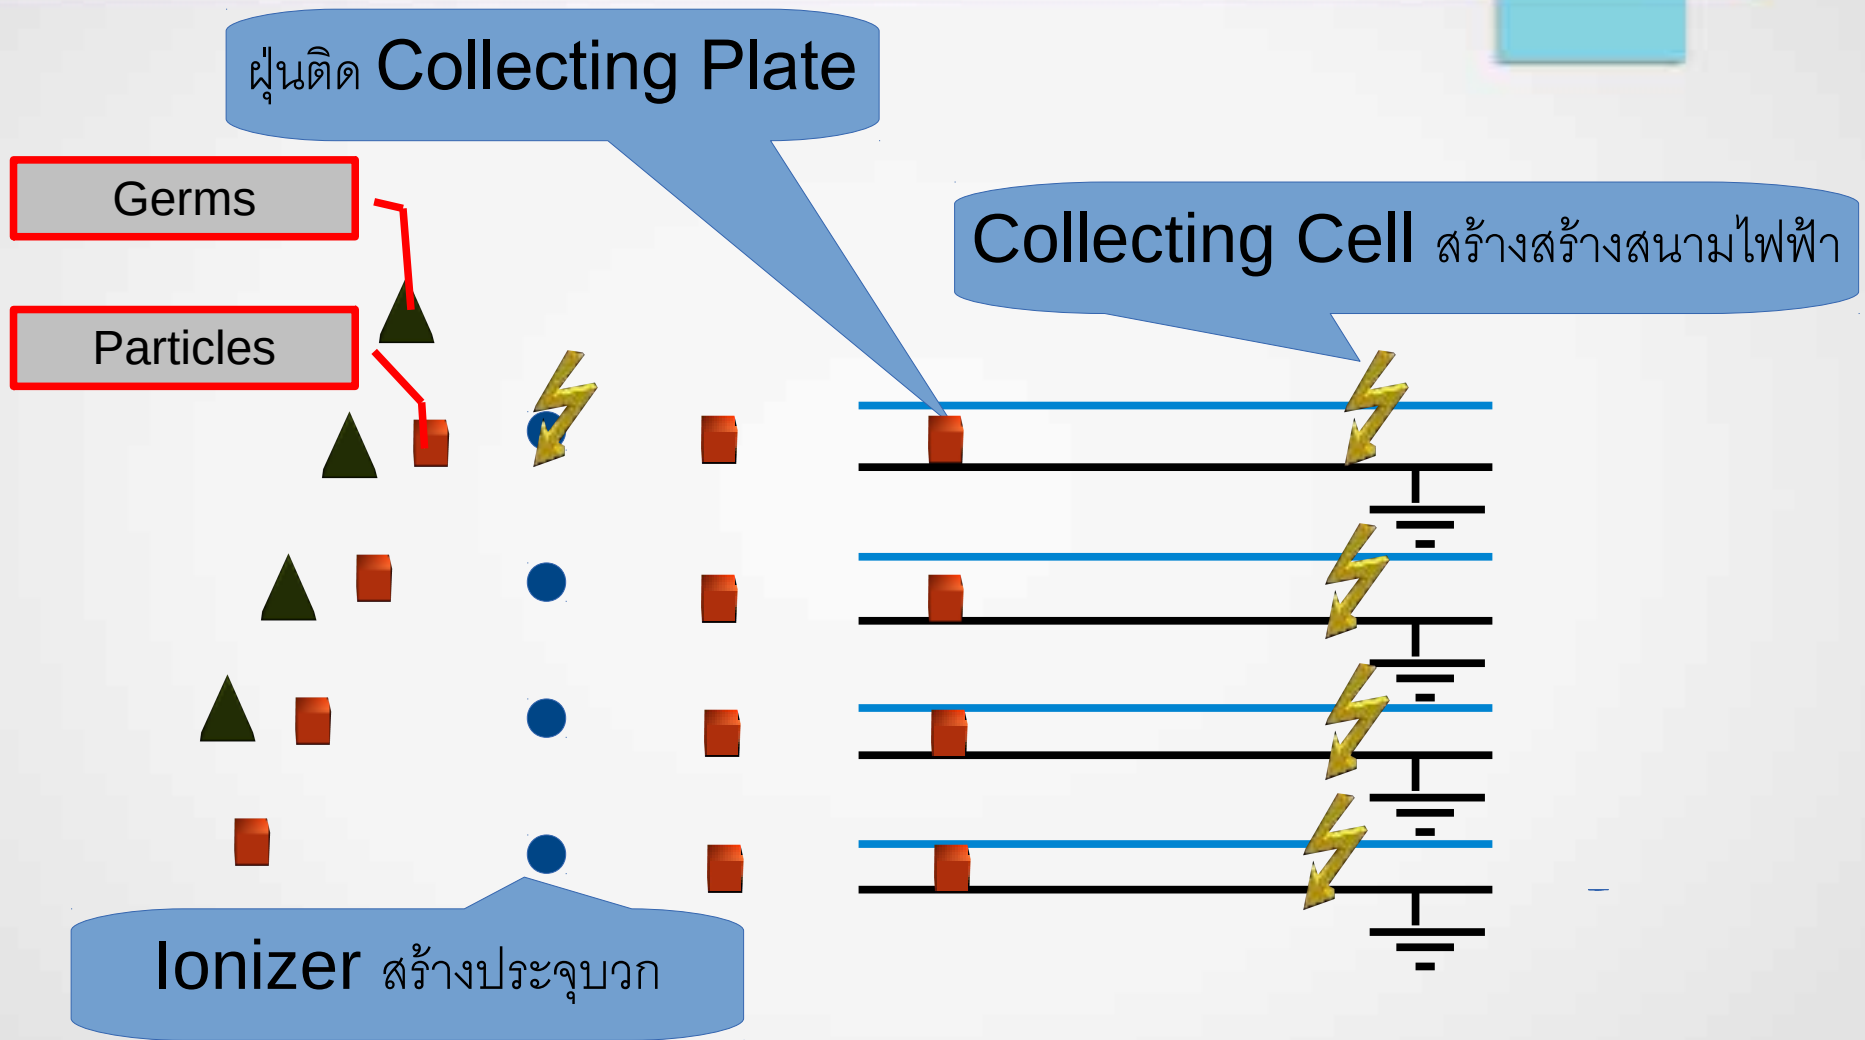 ฝุ่นติด Collecting Plate
Germs
Collecting Cell สร้างสร้างสนามไฟฟ้า
Particles
Ionizer สร้างประจุบวก